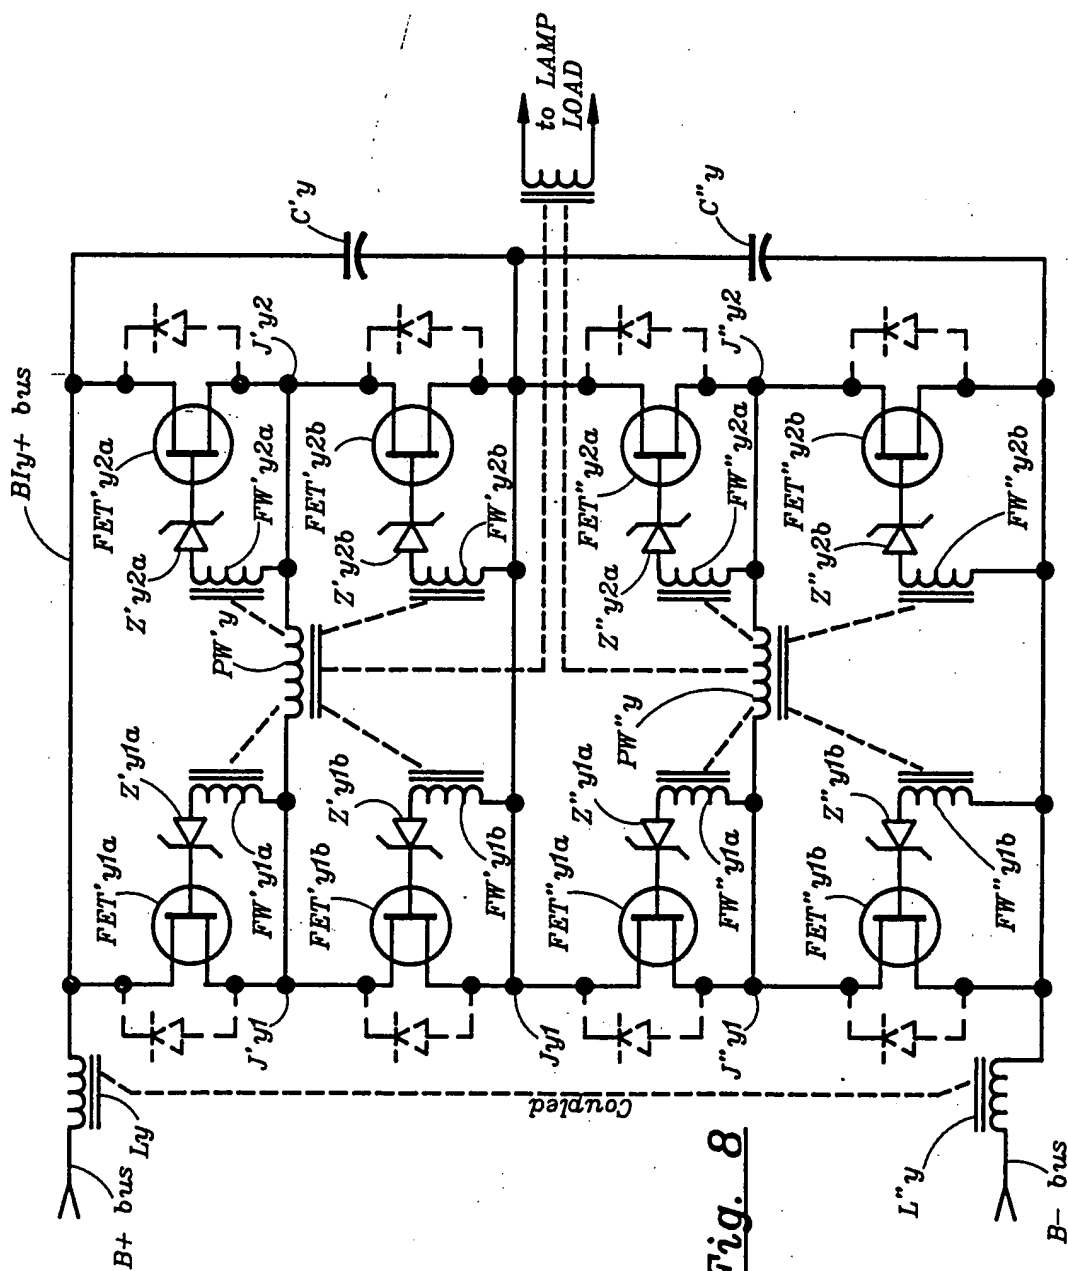 BIy+ bus
to LAMP
LOAD
C'y
C"y
J'y2
J"y2
FET'y2a
FW'y2a
FET'y2b
FW'y2b
FET"y2a
FW"y2a
FET"y2b
FW"y2b
Z'y2a
Z'y2b
Z"y2a
Z"y2b
PW'y
PW"y
Z'y1a
Z'y1b
Z"y1a
Z"y1b
FET'y1a
FW'y1a
FET'y1b
FW'y1b
FET"y1a
FW"y1a
FET"y1b
FW"y1b
J'y1
Jy1
J"y1
Coupled
Ly
L"y
B+ bus
B- bus
Fig. 8